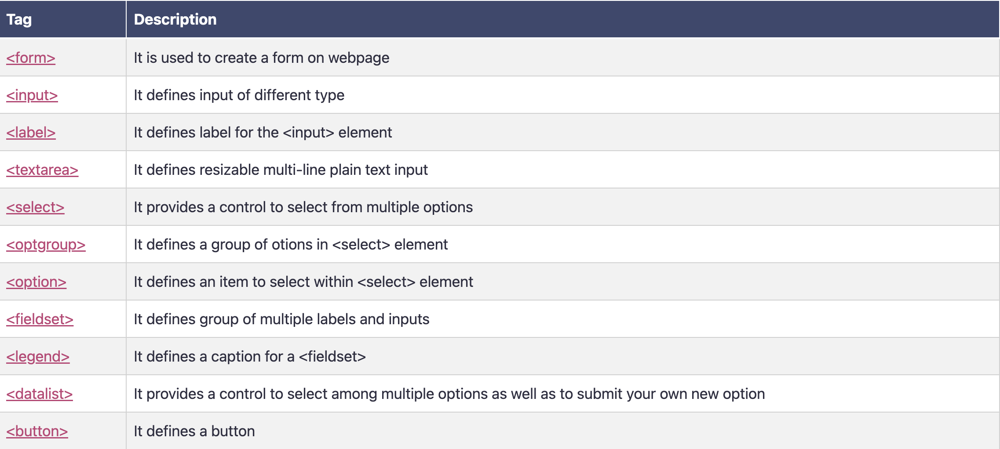 Tag Description
<form> It is used to create a form on webpage
<input> It defines input of different type
<label> It defines label for the <input> element
<textarea> It defines resizable multi-line plain text input
<select> It provides a control to select from multiple options
<optgroup> It defines a group of otions in <select> element
<option> It defines an item to select within <select> element
<fieldset> It defines group of multiple labels and inputs
<legend> It defines a caption for a <fieldset>
<datalist> It provides a control to select among multiple options as well as to submit your own new option
<button> It defines a button